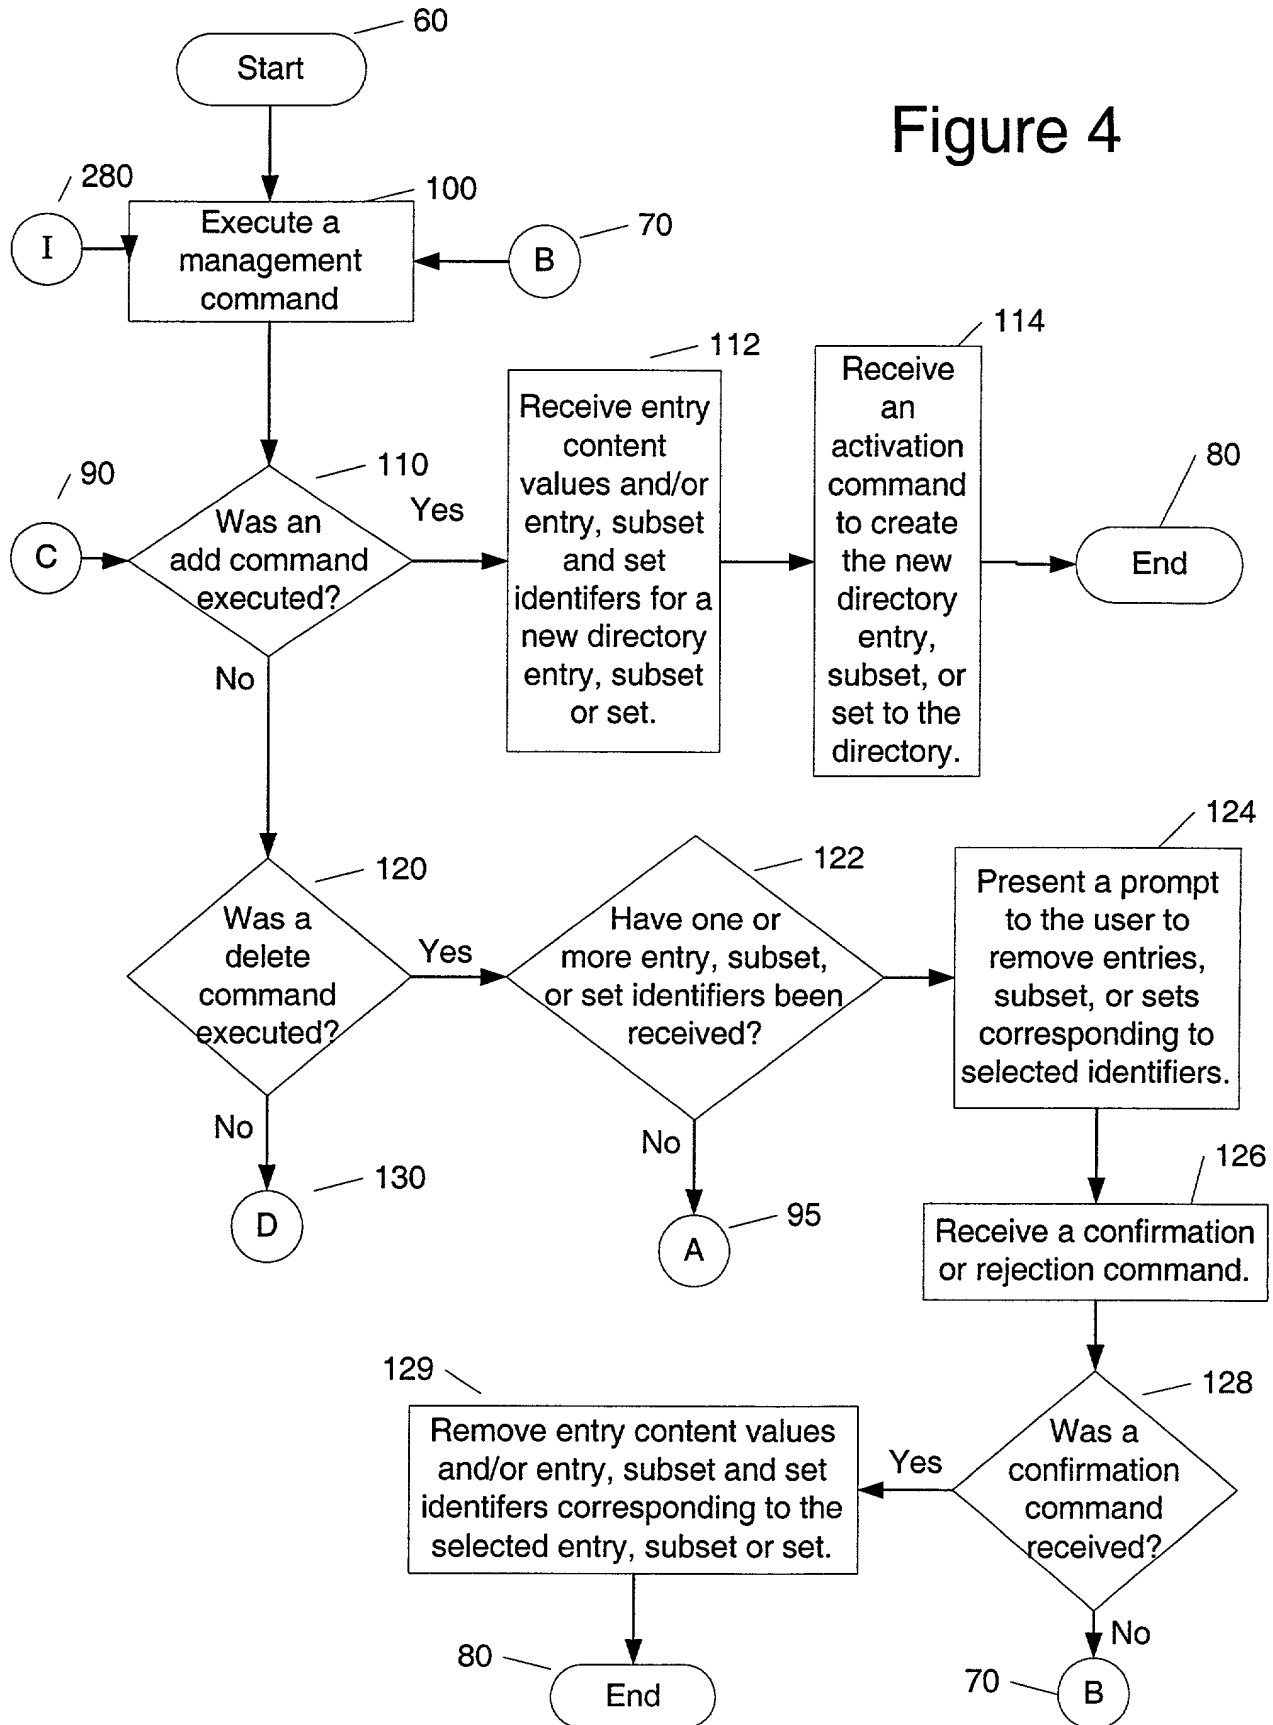 60
Start
Figure 4
280
100
70
I
Execute a
management
command
B
112
114
Receive entry
content
values and/or
entry, subset
and set
identifers for a
new directory
entry, subset
or set.
Receive
an
activation
command
to create
the new
directory
entry,
subset, or
set to the
directory.
90
110
Yes
80
C
Was an
add command
executed?
End
No
120
122
124
Was a
delete
command
executed?
Yes
Have one or
more entry, subset,
or set identifiers been
received?
Present a prompt
to the user to
remove entries,
subset, or sets
corresponding to
selected identifiers.
No
130
D
No
95
A
126
Receive a confirmation
or rejection command.
129
128
Remove entry content values
and/or entry, subset and set
identifers corresponding to the
selected entry, subset or set.
Yes
Was a
confirmation
command
received?
80
End
No
70
B